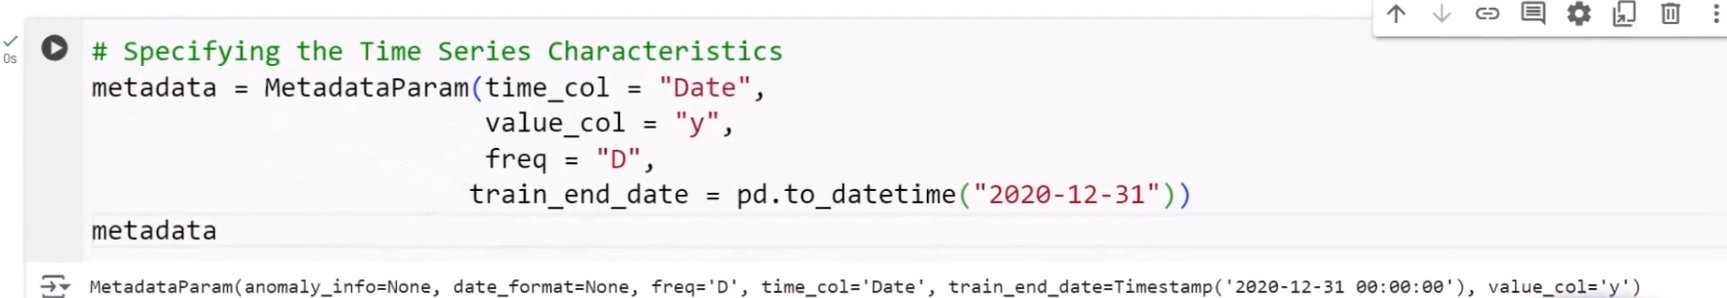 # Specifying the Time Series Characteristics
metadata = MetadataParam(time_col = "Date",
value_col = "y",
freq = "D",
train_end_date = pd.to_datetime("2020-12-31"))
metadata
0s
MetadataParam(anomaly_info=None, date_format=None, freq='D', time_col='Date', train_end_date=Timestamp('2020-12-31 00:00:00'), value_col='y')